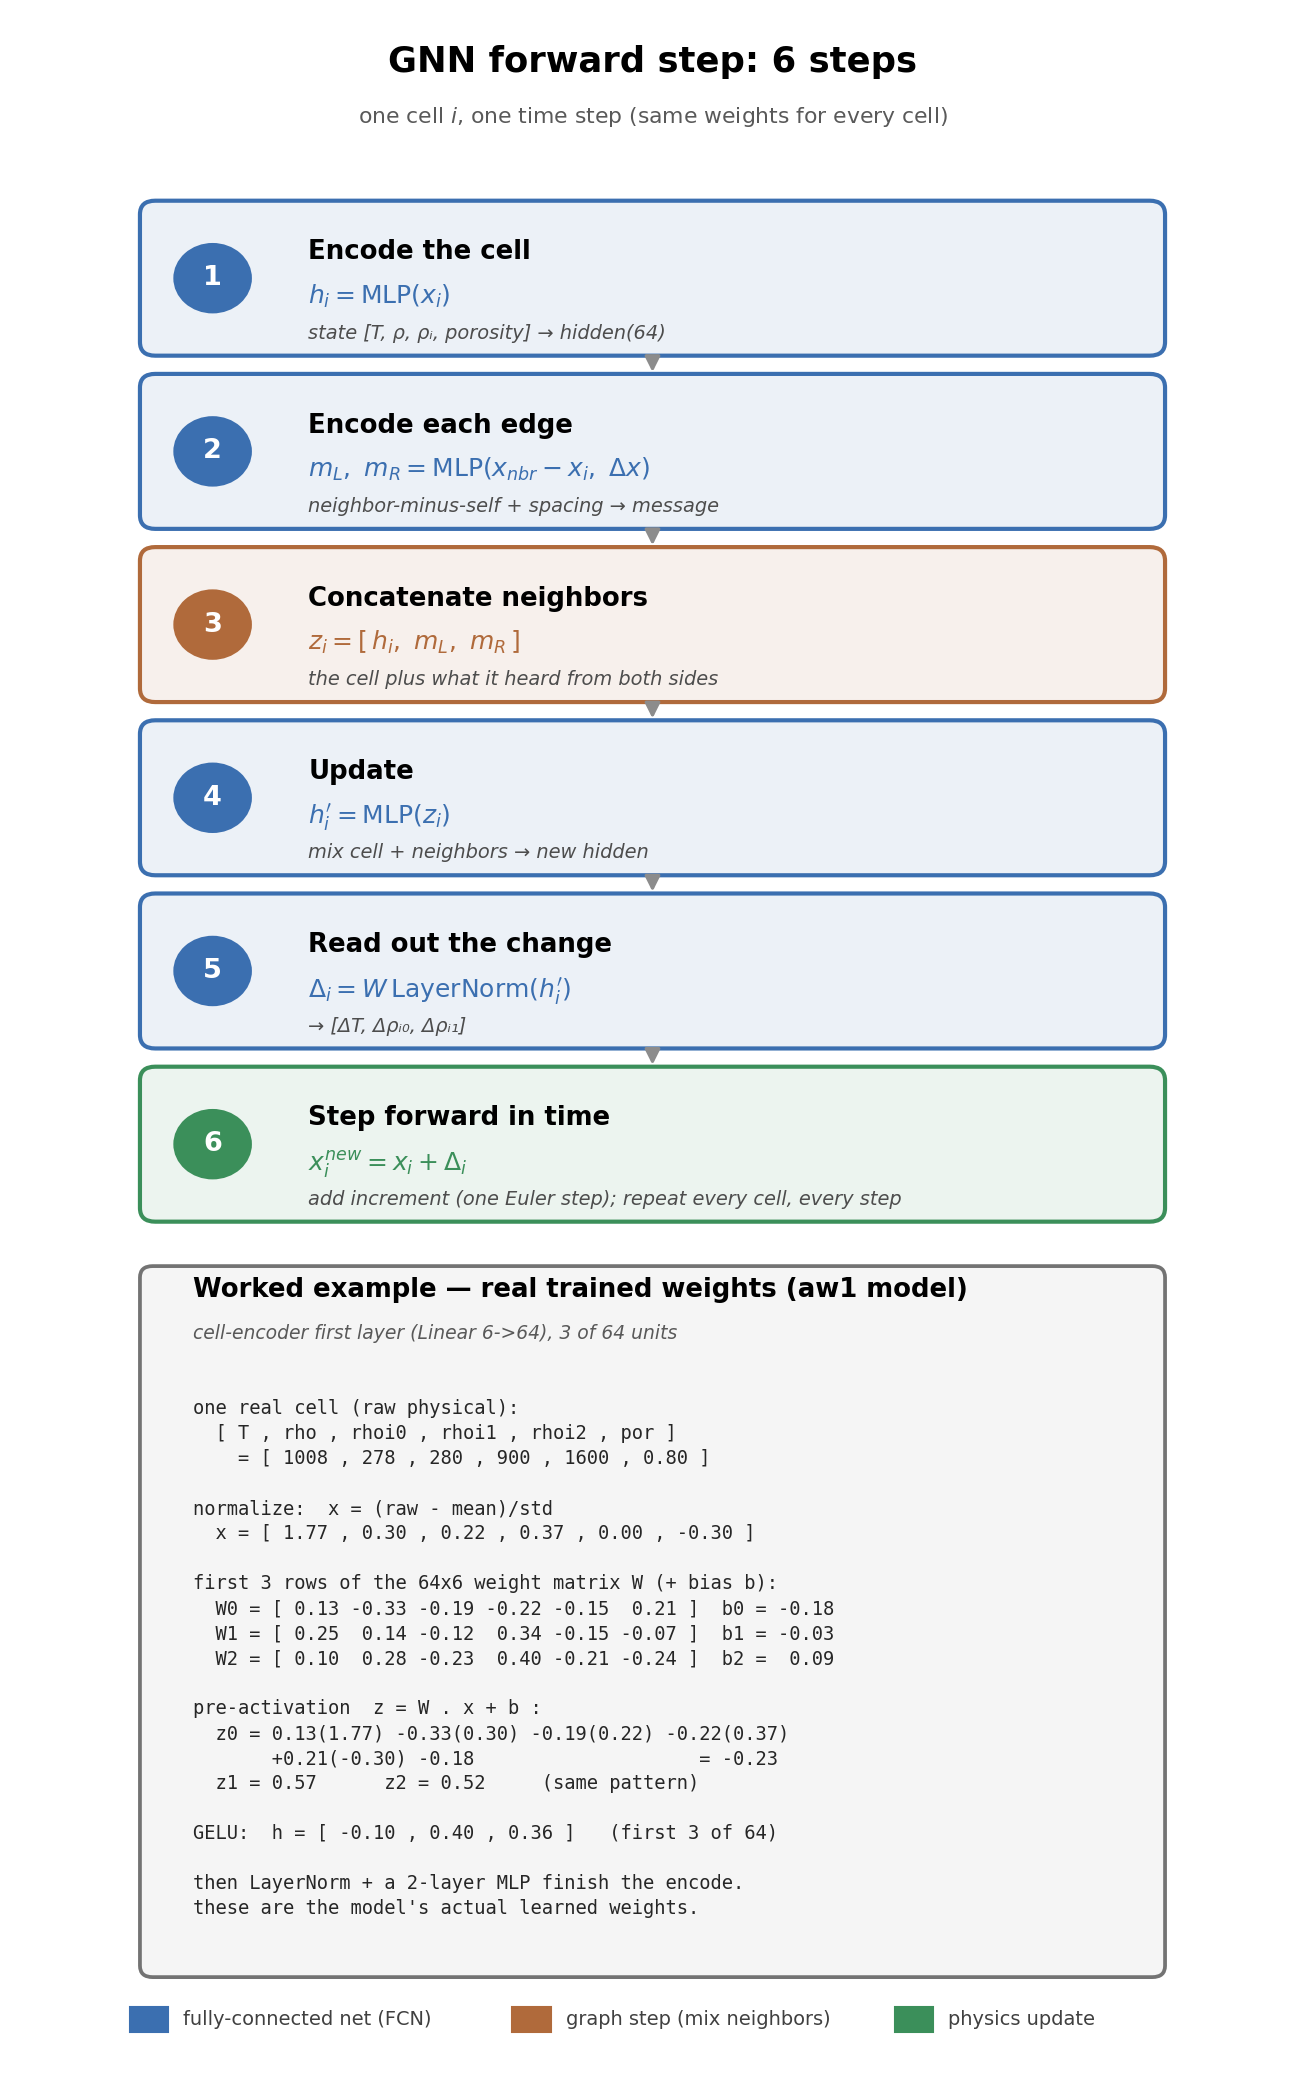 GNN forward step: 6 steps
one cell i, one time step (same weights for every cell)
1
Encode the cell
hᵢ = MLP(xᵢ)
state [T, ρ, ρᵢ, porosity] → hidden(64)
2
Encode each edge
m_L, m_R = MLP(x_nbr − xᵢ, Δx)
neighbor-minus-self + spacing → message
3
Concatenate neighbors
zᵢ = [ hᵢ, m_L, m_R ]
the cell plus what it heard from both sides
4
Update
hᵢ′ = MLP(zᵢ)
mix cell + neighbors → new hidden
5
Read out the change
Δᵢ = W LayerNorm(hᵢ′)
→ [ΔT, Δρᵢ₀, Δρᵢ₁]
6
Step forward in time
xᵢ^new = xᵢ + Δᵢ
add increment (one Euler step); repeat every cell, every step
Worked example — real trained weights (aw1 model)
cell-encoder first layer (Linear 6->64), 3 of 64 units
one real cell (raw physical):
[ T , rho , rhoi0 , rhoi1 , rhoi2 , por ]
= [ 1008 , 278 , 280 , 900 , 1600 , 0.80 ]
normalize:  x = (raw - mean)/std
x = [ 1.77 , 0.30 , 0.22 , 0.37 , 0.00 , -0.30 ]
first 3 rows of the 64x6 weight matrix W (+ bias b):
W0 = [ 0.13 -0.33 -0.19 -0.22 -0.15  0.21 ]  b0 = -0.18
W1 = [ 0.25  0.14 -0.12  0.34 -0.15 -0.07 ]  b1 = -0.03
W2 = [ 0.10  0.28 -0.23  0.40 -0.21 -0.24 ]  b2 =  0.09
pre-activation  z = W . x + b :
z0 = 0.13(1.77) -0.33(0.30) -0.19(0.22) -0.22(0.37)
+0.21(-0.30) -0.18                    = -0.23
z1 = 0.57      z2 = 0.52     (same pattern)
GELU:  h = [ -0.10 , 0.40 , 0.36 ]   (first 3 of 64)
then LayerNorm + a 2-layer MLP finish the encode.
these are the model's actual learned weights.
fully-connected net (FCN)
graph step (mix neighbors)
physics update